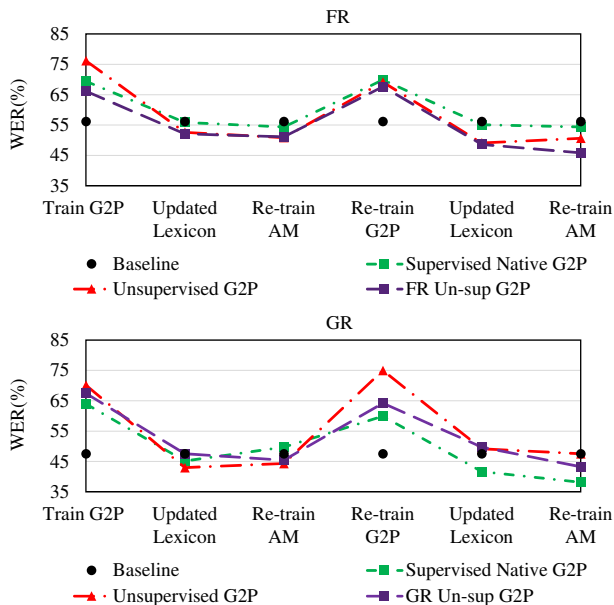 FR
85
75
65
55
45
35
WER(%)
Train G2P Updated Lexicon Re-train AM Re-train G2P Updated Lexicon Re-train AM
Baseline Supervised Native G2P
Unsupervised G2P FR Un-sup G2P
GR
85
75
65
55
45
35
WER(%)
Train G2P Updated Lexicon Re-train AM Re-train G2P Updated Lexicon Re-train AM
Baseline Supervised Native G2P
Unsupervised G2P GR Un-sup G2P